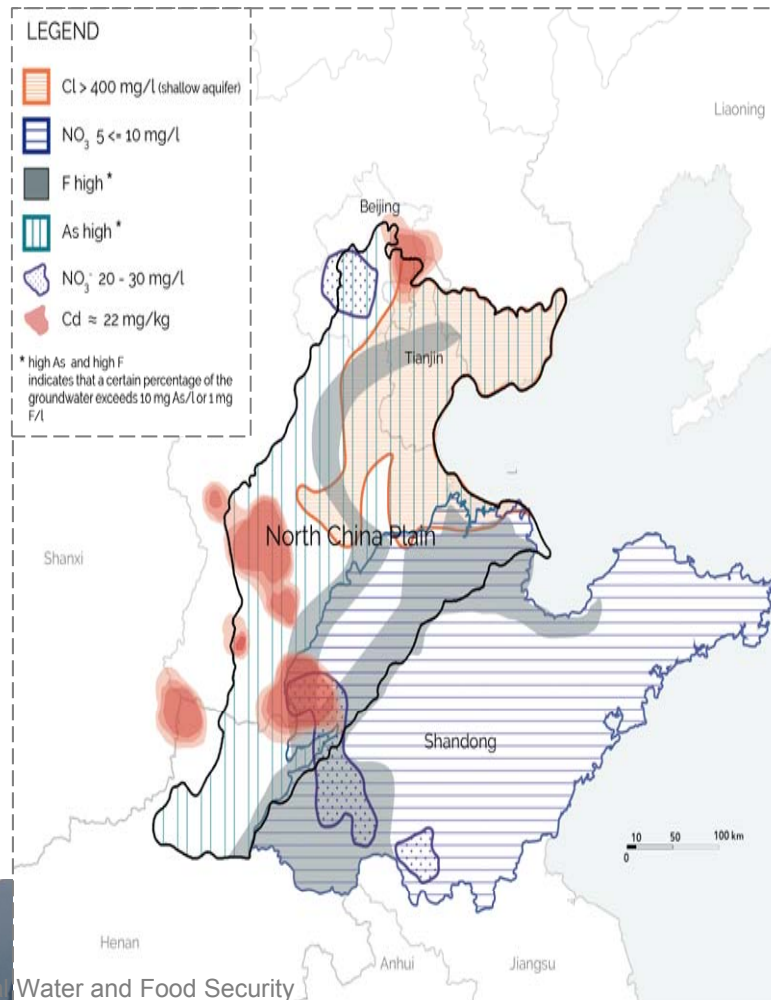 LEGEND
Cl > 400 mg/l (shallow aquifer)
NO3 5 <= 10 mg/l
F high *
As high *
NO3- 20 - 30 mg/l
Cd ≈ 22 mg/kg
* high As and high F
indicates that a certain percentage of the
groundwater exceeds 10 mg As/l or 1 mg
F/l
Liaoning
Beijing
Tianjin
North China Plain
Shanxi
Shandong
10 50 100 km
0
Henan
Anhui
Jiangsu
Water and Food Security